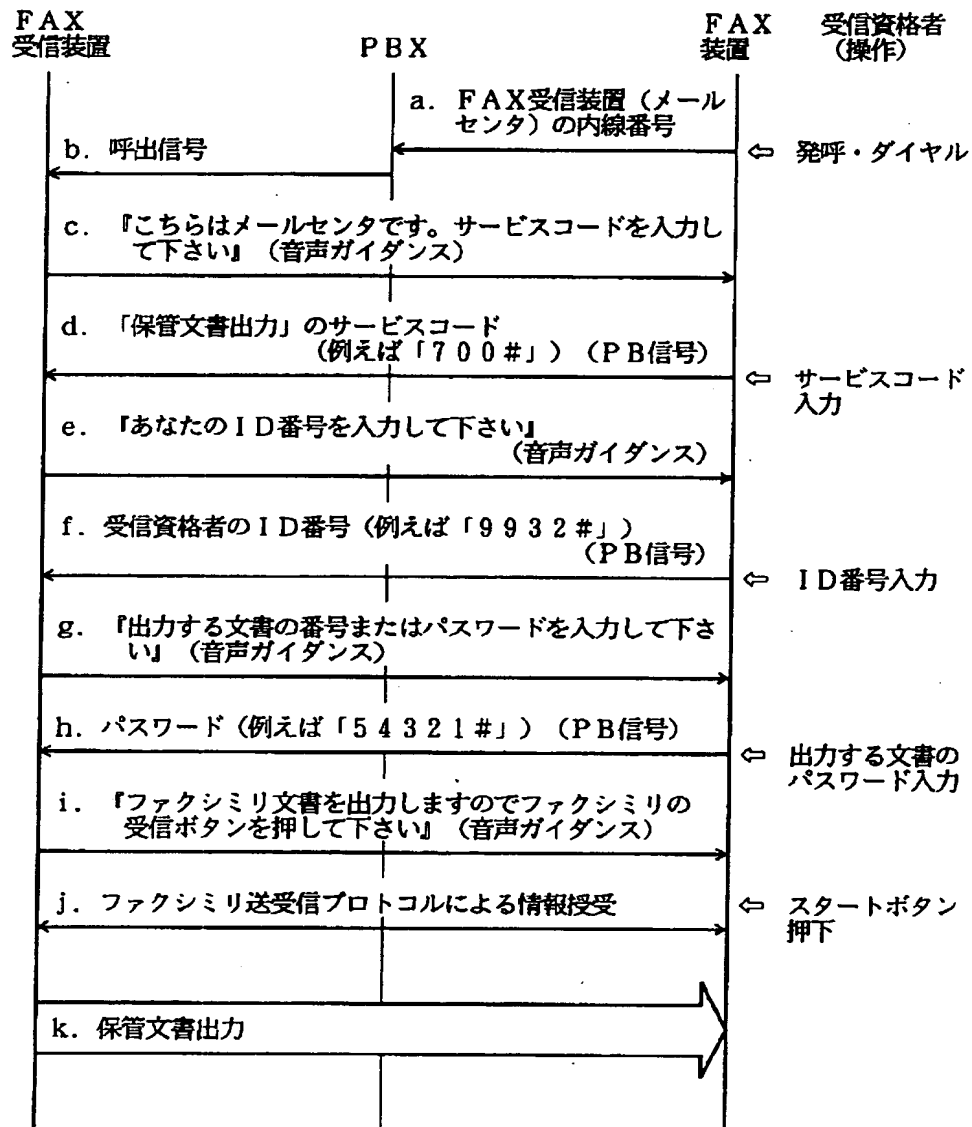 ＦＡＸ
受信装置
ＰＢＸ
ＦＡＸ
装置
受信資格者
（操作）
a. ＦＡＸ受信装置（メール
センタ）の内線番号
⇦ 発呼・ダイヤル
b. 呼出信号
c. 『こちらはメールセンタです。サービスコードを入力し
て下さい』（音声ガイダンス）
d. 「保管文書出力」のサービスコード
（例えば「７００#」）（ＰＢ信号）
⇦ サービスコード
入力
e. 『あなたのＩＤ番号を入力して下さい』
（音声ガイダンス）
f. 受信資格者のＩＤ番号（例えば「９９３２#」）
（ＰＢ信号）
⇦ ＩＤ番号入力
g. 『出力する文書の番号またはパスワードを入力して下さ
い』（音声ガイダンス）
h. パスワード（例えば「５４３２１#」）（ＰＢ信号）
⇦ 出力する文書の
パスワード入力
i. 『ファクシミリ文書を出力しますのでファクシミリの
受信ボタンを押して下さい』（音声ガイダンス）
j. ファクシミリ送受信プロトコルによる情報授受
⇦ スタートボタン
押下
k. 保管文書出力